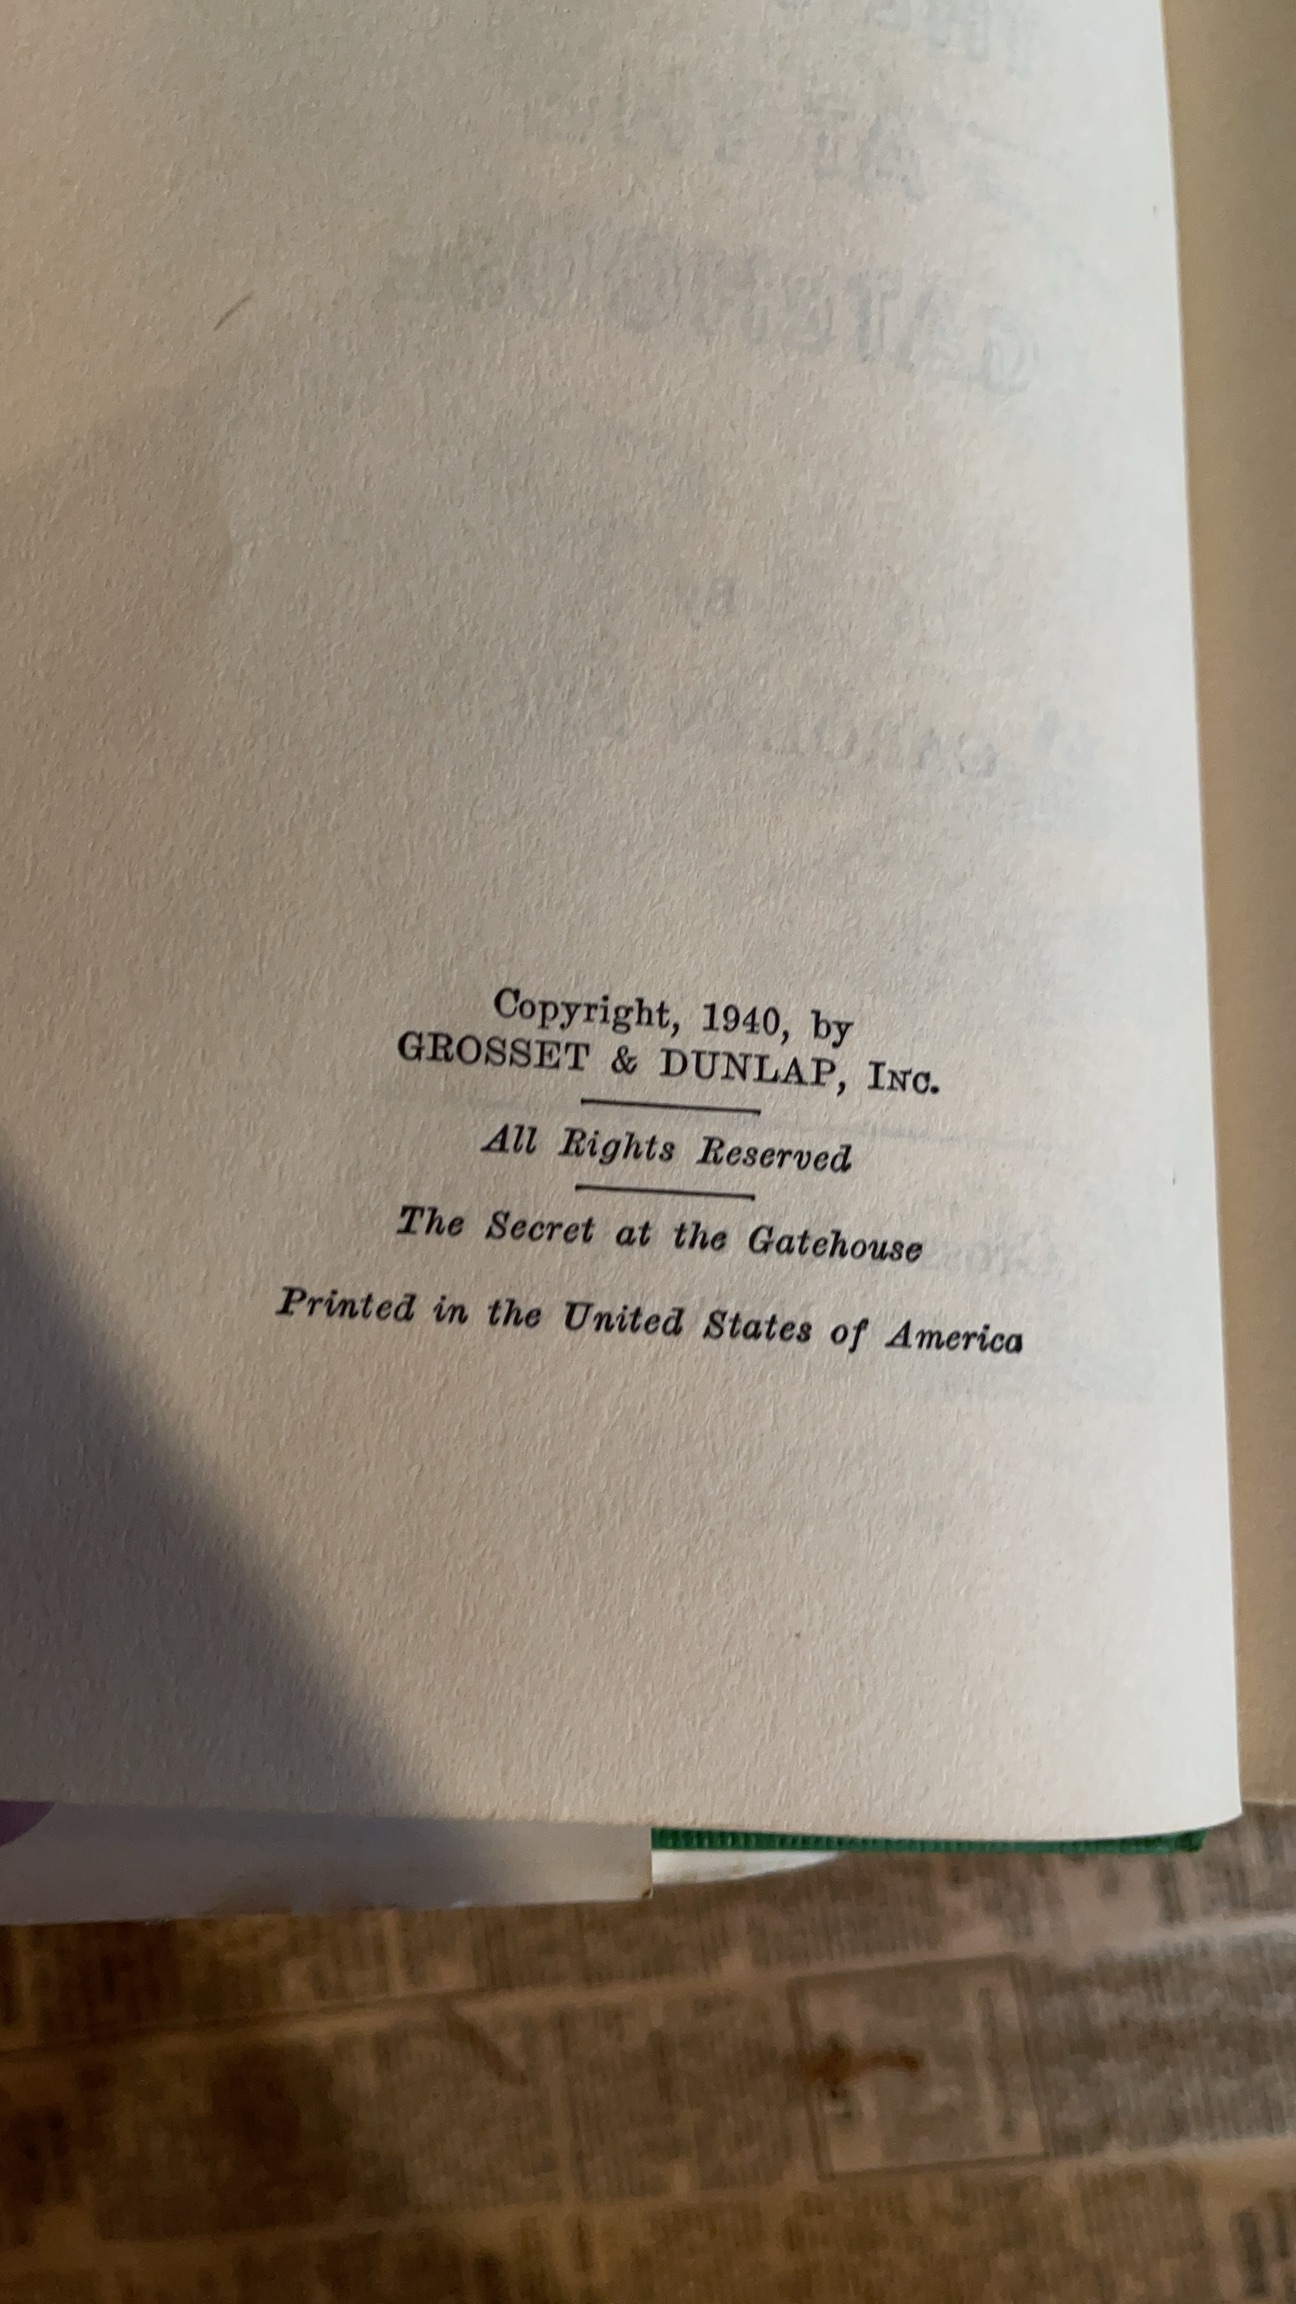 Copyright, 1940, by
GROSSET & DUNLAP, INC.
All Rights Reserved
The Secret at the Gatehouse
Printed in the United States of America